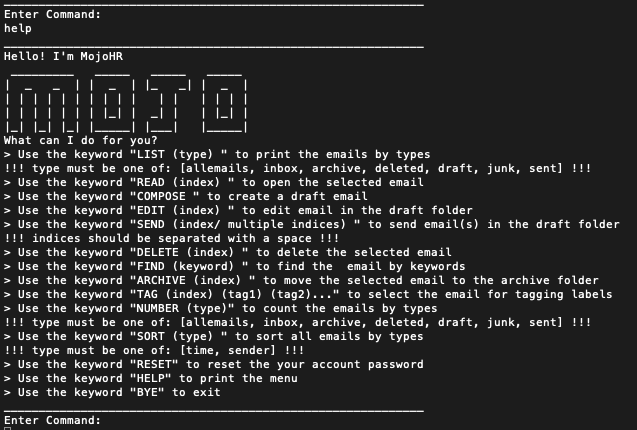 Enter Command:
help
Hello! I'm MojoHR
MOJO
What can I do for you?
> Use the keyword "LIST (type) " to print the emails by types
!!! type must be one of: [allemails, inbox, archive, deleted, draft, junk, sent] !!!
> Use the keyword "READ (index) " to open the selected email
> Use the keyword "COMPOSE " to create a draft email
> Use the keyword "EDIT (index) " to edit email in the draft folder
> Use the keyword "SEND (index/ multiple indices) " to send email(s) in the draft folder
!!! indices should be separated with a space !!!
> Use the keyword "DELETE (index) " to delete the selected email
> Use the keyword "FIND (keyword) " to find the  email by keywords
> Use the keyword "ARCHIVE (index) " to move the selected email to the archive folder
> Use the keyword "TAG (index) (tag1) (tag2)..." to select the email for tagging labels
> Use the keyword "NUMBER (type)" to count the emails by types
!!! type must be one of: [allemails, inbox, archive, deleted, draft, junk, sent] !!!
> Use the keyword "SORT (type) " to sort all emails by types
!!! type must be one of: [time, sender] !!!
> Use the keyword "RESET" to reset the your account password
> Use the keyword "HELP" to print the menu
> Use the keyword "BYE" to exit
Enter Command: